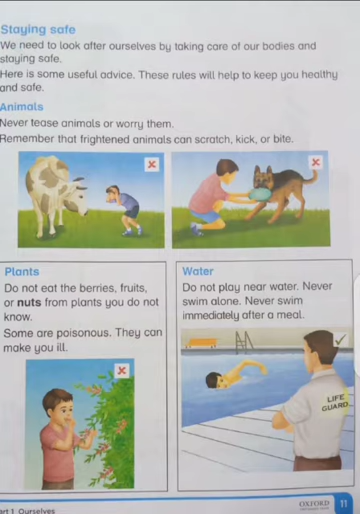 Staying safe
We need to look after ourselves by taking care of our bodies and
staying safe.
Here is some useful advice. These rules will help to keep you healthy
and safe.
Animals
Never tease animals or worry them.
Remember that frightened animals can scratch, kick, or bite.
Plants
Do not eat the berries, fruits,
or nuts from plants you do not
know.
Some are poisonous. They can
make you ill.
Water
Do not play near water. Never
swim alone. Never swim
immediately after a meal.
LIFE
GUARD
art 1 Ourselves
OXFORD
11